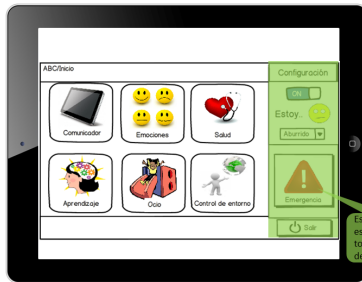 ABC/Inicio
Configuración
ON
Estoy..
Aburrido
Comunicador
Emociones
Salud
Aprendizaje
Ocio
Control de entorno
Emergencia
Salir
Es
es
to
de